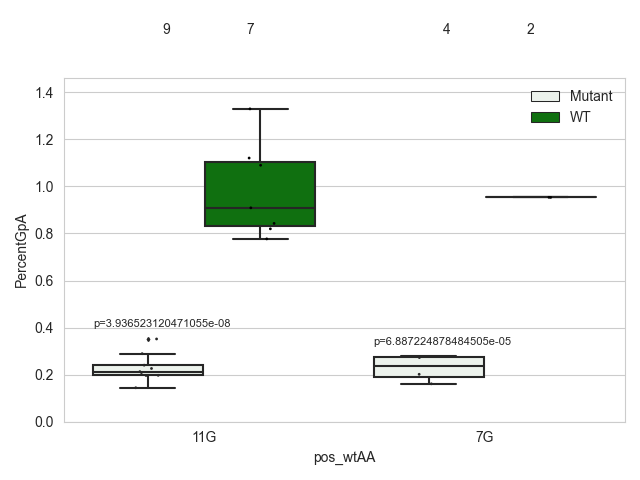 9 7 4 2
1.4
1.2
1.0
0.8
0.6
0.4
0.2
0.0
PercentGpA
Mutant
WT
p=3.936523120471055e-08
p=6.887224878484505e-05
11G 7G
pos_wtAA